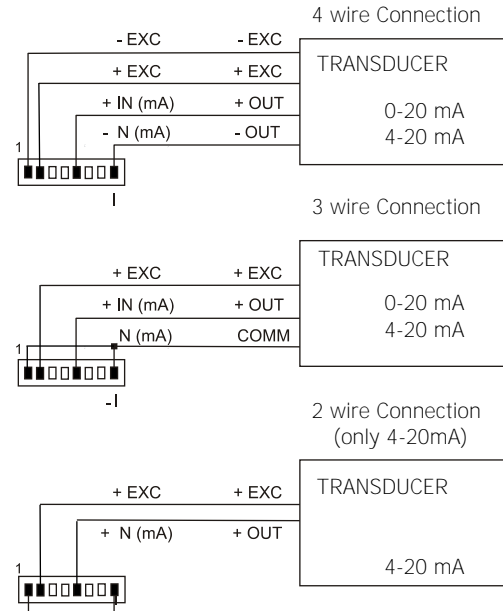 4 wire Connection
- EXC - EXC
TRANSDUCER
+ EXC + EXC
+ IN (mA) + OUT
0-20 mA
- N (mA) - OUT
4-20 mA
1
I
3 wire Connection
TRANSDUCER
+ EXC + EXC
+ IN (mA) + OUT
0-20 mA
N (mA) COMM
4-20 mA
1
-I
2 wire Connection
(only 4-20mA)
+ EXC + EXC
TRANSDUCER
+ N (mA) + OUT
4-20 mA
1